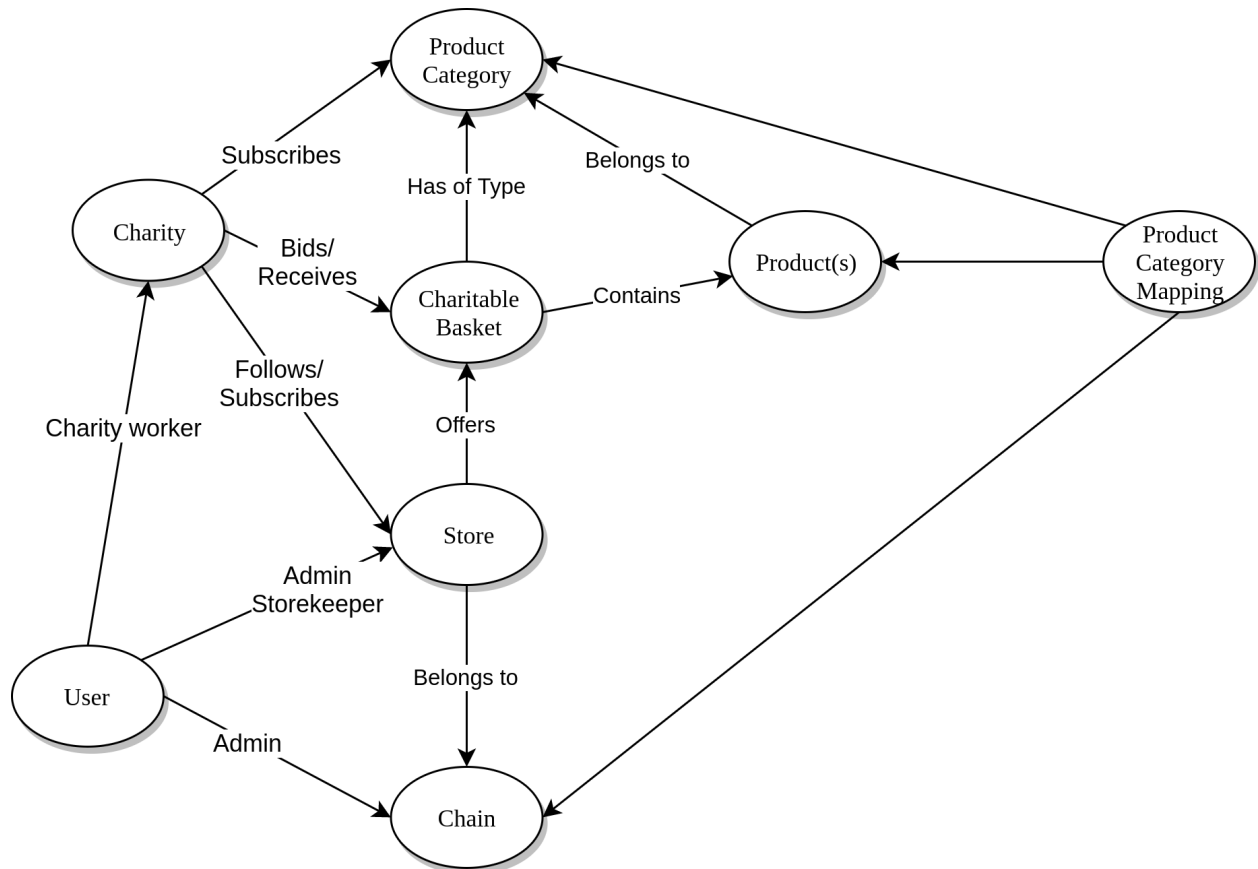 Product
Category
Subscribes
Belongs to
Has of Type
Charity
Bids/
Receives
Product(s)
Product
Category
Mapping
Charitable
Basket
Contains
Follows/
Subscribes
Charity worker
Offers
Store
Admin
Storekeeper
User
Belongs to
Admin
Chain